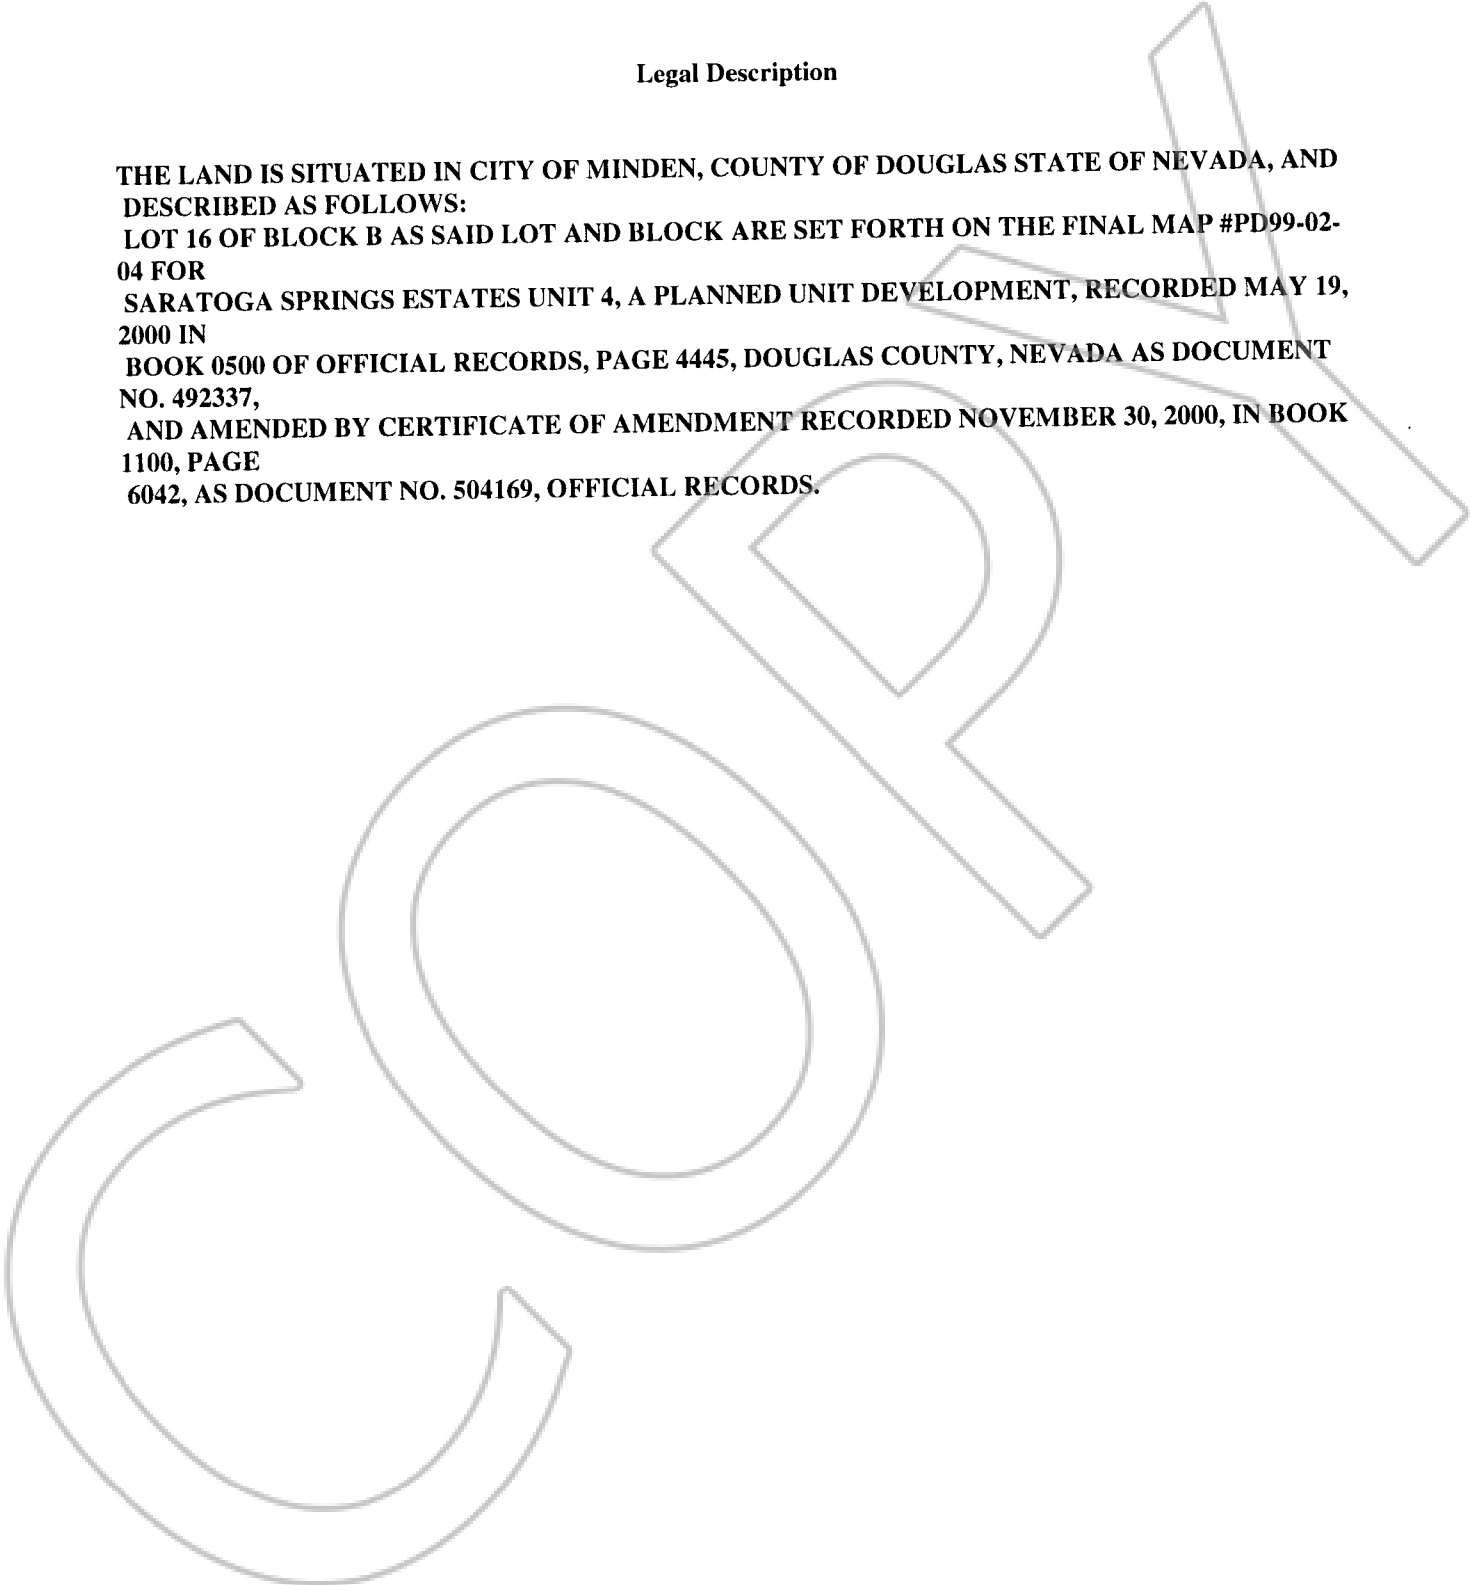 Legal Description
THE LAND IS SITUATED IN CITY OF MINDEN, COUNTY OF DOUGLAS STATE OF NEVADA, AND
DESCRIBED AS FOLLOWS:
LOT 16 OF BLOCK B AS SAID LOT AND BLOCK ARE SET FORTH ON THE FINAL MAP #PD99-02-
04 FOR
SARATOGA SPRINGS ESTATES UNIT 4, A PLANNED UNIT DEVELOPMENT, RECORDED MAY 19,
2000 IN
BOOK 0500 OF OFFICIAL RECORDS, PAGE 4445, DOUGLAS COUNTY, NEVADA AS DOCUMENT
NO. 492337,
AND AMENDED BY CERTIFICATE OF AMENDMENT RECORDED NOVEMBER 30, 2000, IN BOOK
1100, PAGE
6042, AS DOCUMENT NO. 504169, OFFICIAL RECORDS.
COPY